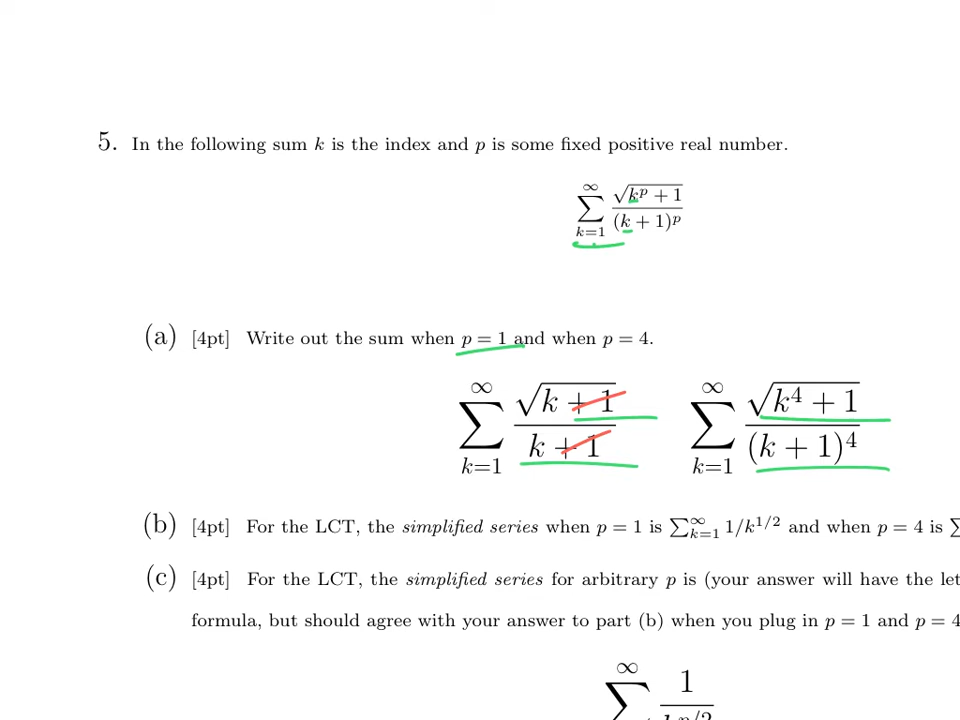 5. In the following sum k is the index and p is some fixed positive real number.
∞
∑ √(k^p + 1) / (k + 1)^p
k=1
(a) [4pt] Write out the sum when p = 1 and when p = 4.
∞ ∞
∑ √(k + 1) / (k + 1) ∑ √(k^4 + 1) / (k + 1)^4
k=1 k=1
(b) [4pt] For the LCT, the simplified series when p = 1 is ∑_{k=1}^∞ 1/k^{1/2} and when p = 4 is ∑
(c) [4pt] For the LCT, the simplified series for arbitrary p is (your answer will have the let
formula, but should agree with your answer to part (b) when you plug in p = 1 and p = 4
∞
∑ 1 / k^{p/2}